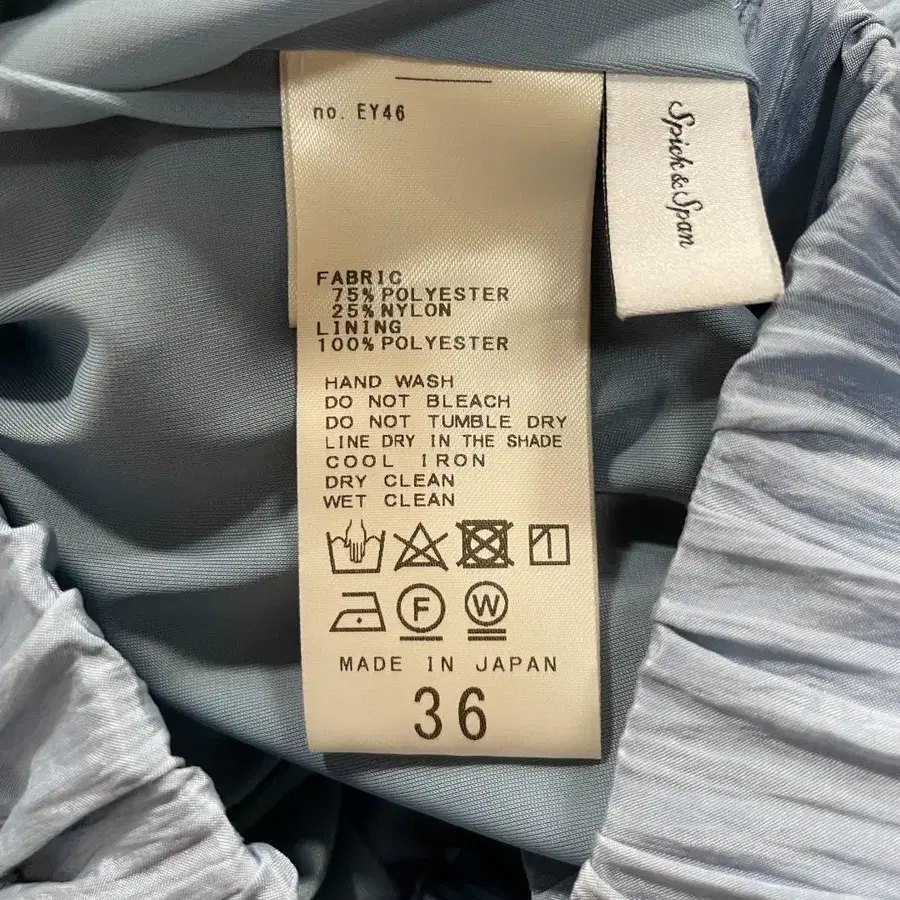 no. EY46
Spick & Span
FABRIC
75% POLYESTER
25% NYLON
LINING
100% POLYESTER
HAND WASH
DO NOT BLEACH
DO NOT TUMBLE DRY
LINE DRY IN THE SHADE
COOL IRON
DRY CLEAN
WET CLEAN
F
W
MADE IN JAPAN
36